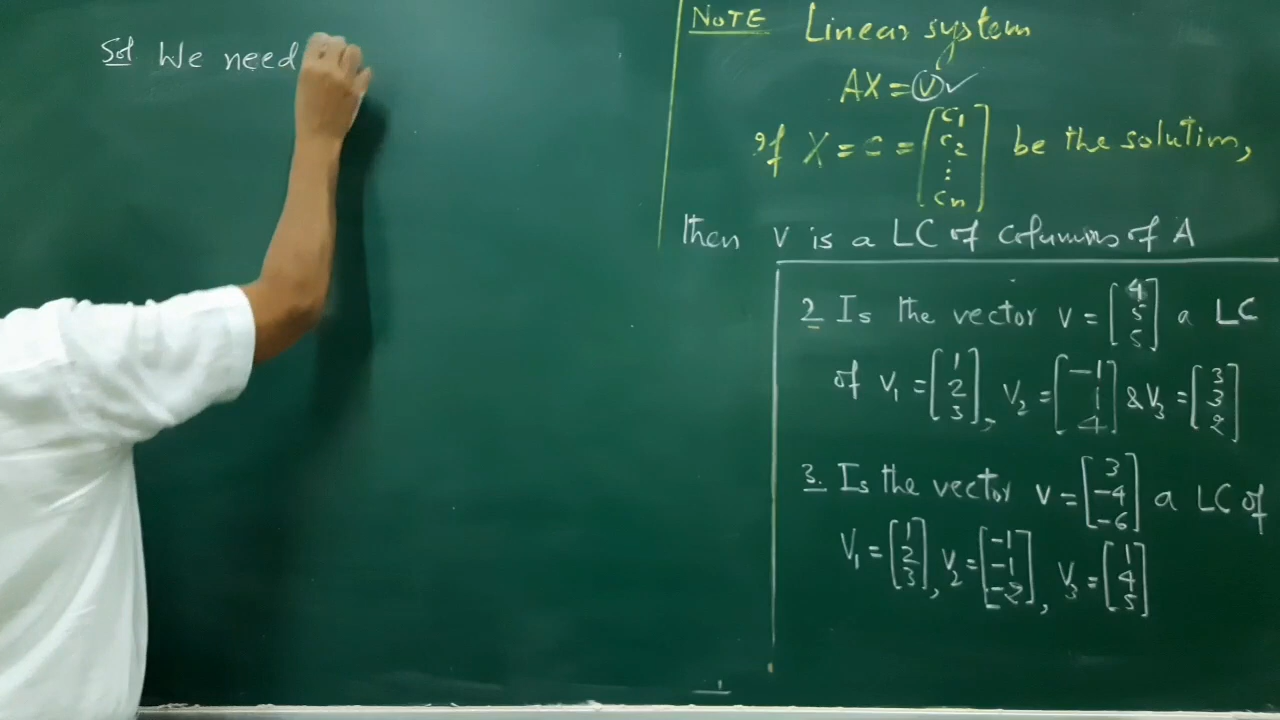 Sol We need
NOTE Linear system
AX = V ✓
If X = C = [c1 c2 ⋮ cn] be the solution,
then v is a LC of columns of A
2 Is the vector v = [4 5 5] a LC
of v1 = [1 2 3], v2 = [-1 1 4] & v3 = [3 3 2]
3. Is the vector v = [3 -4 -6] a LC of
v1 = [1 2 3], v2 = [-1 -1 -2], v3 = [1 4 5]